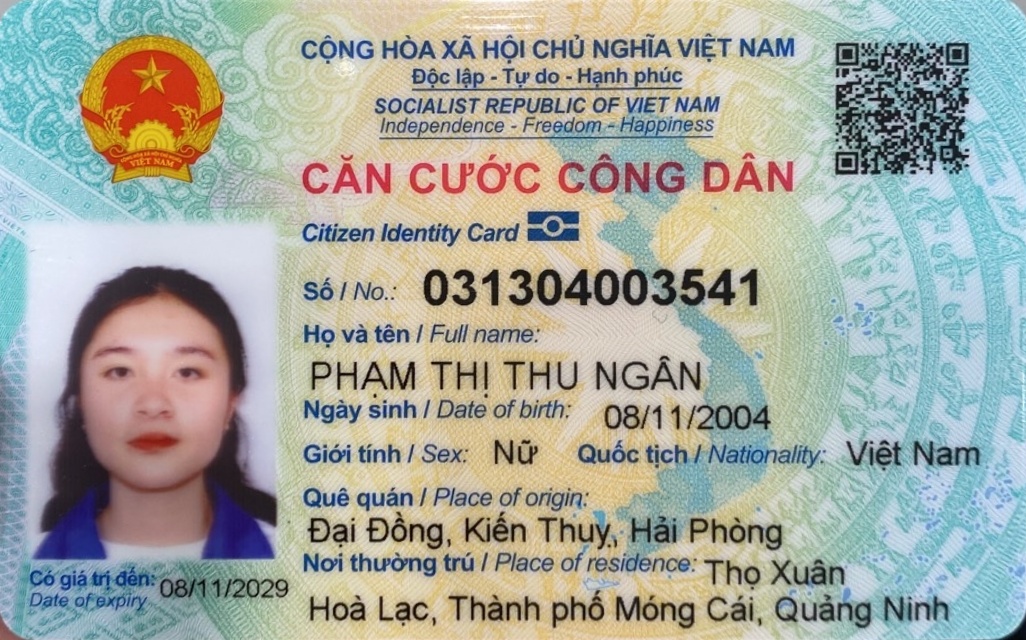 CỘNG HÒA XÃ HỘI CHỦ NGHĨA VIỆT NAM
Độc lập - Tự do - Hạnh phúc
SOCIALIST REPUBLIC OF VIET NAM
Independence - Freedom - Happiness
CĂN CƯỚC CÔNG DÂN
Citizen Identity Card
Số / No.: 031304003541
Họ và tên / Full name:
PHẠM THỊ THU NGÂN
Ngày sinh / Date of birth: 08/11/2004
Giới tính / Sex: Nữ Quốc tịch / Nationality: Việt Nam
Quê quán / Place of origin:
Đại Đồng, Kiến Thuỵ, Hải Phòng
Nơi thường trú / Place of residence: Thọ Xuân
Hoà Lạc, Thành phố Móng Cái, Quảng Ninh
Có giá trị đến: 08/11/2029
Date of expiry
VIỆT NAM